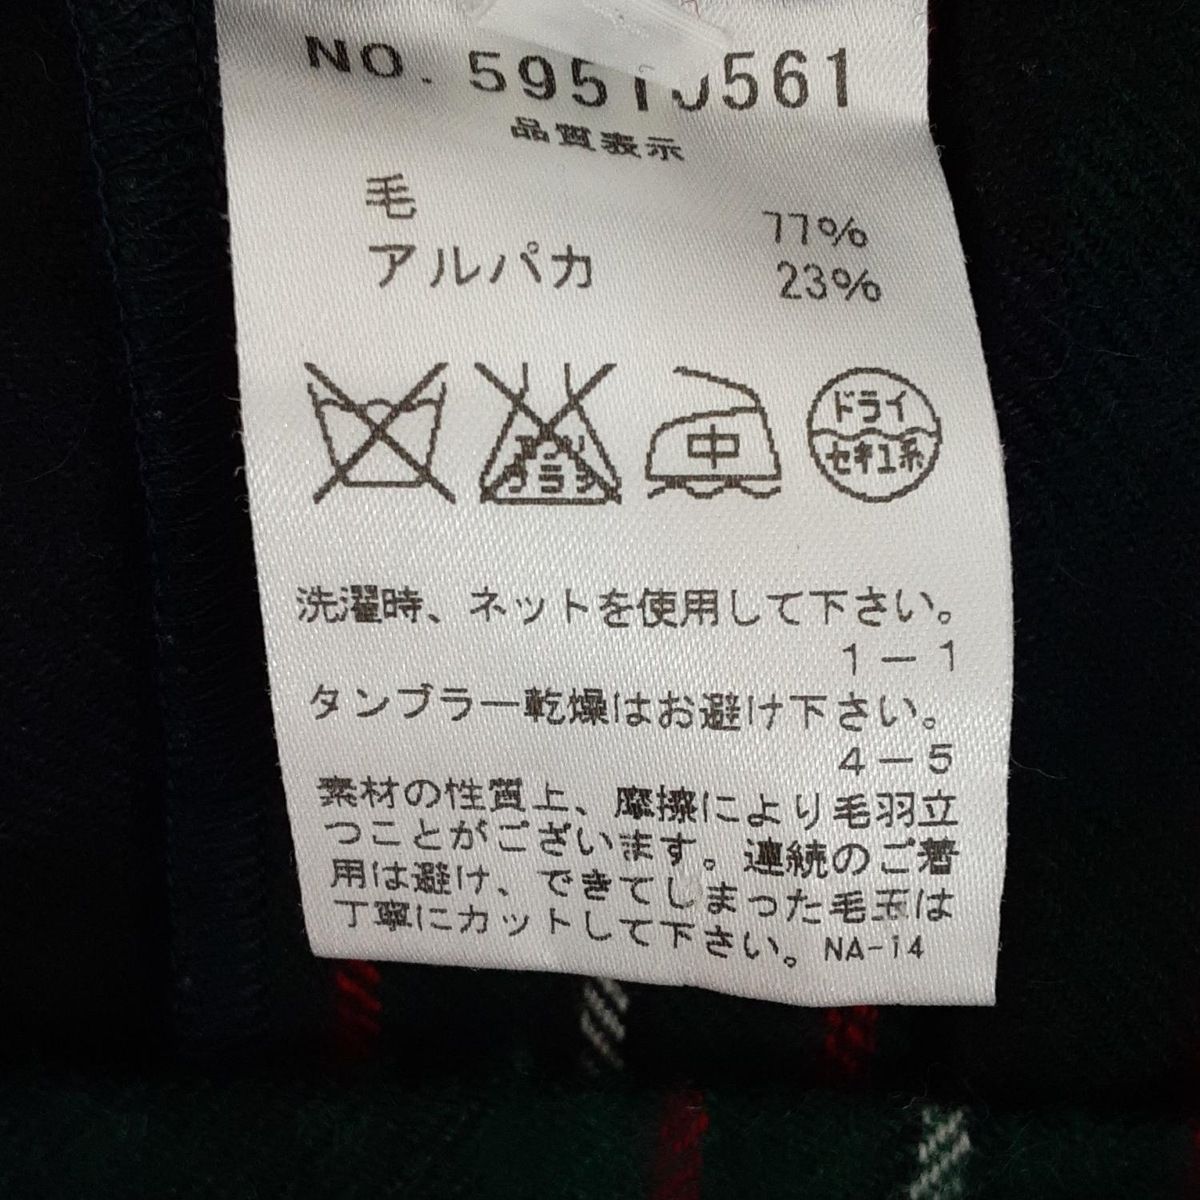 NO. 59510561
品質表示
毛 77%
アルパカ 23%
エンソ
中
ドライ
セキユ系
洗濯時、ネットを使用して下さい。
1-1
タンブラー乾燥はお避け下さい。
4-5
素材の性質上、摩擦により毛羽立
つことがございます。連続のご着
用は避け、できてしまった毛玉は
丁寧にカットして下さい。NA-14